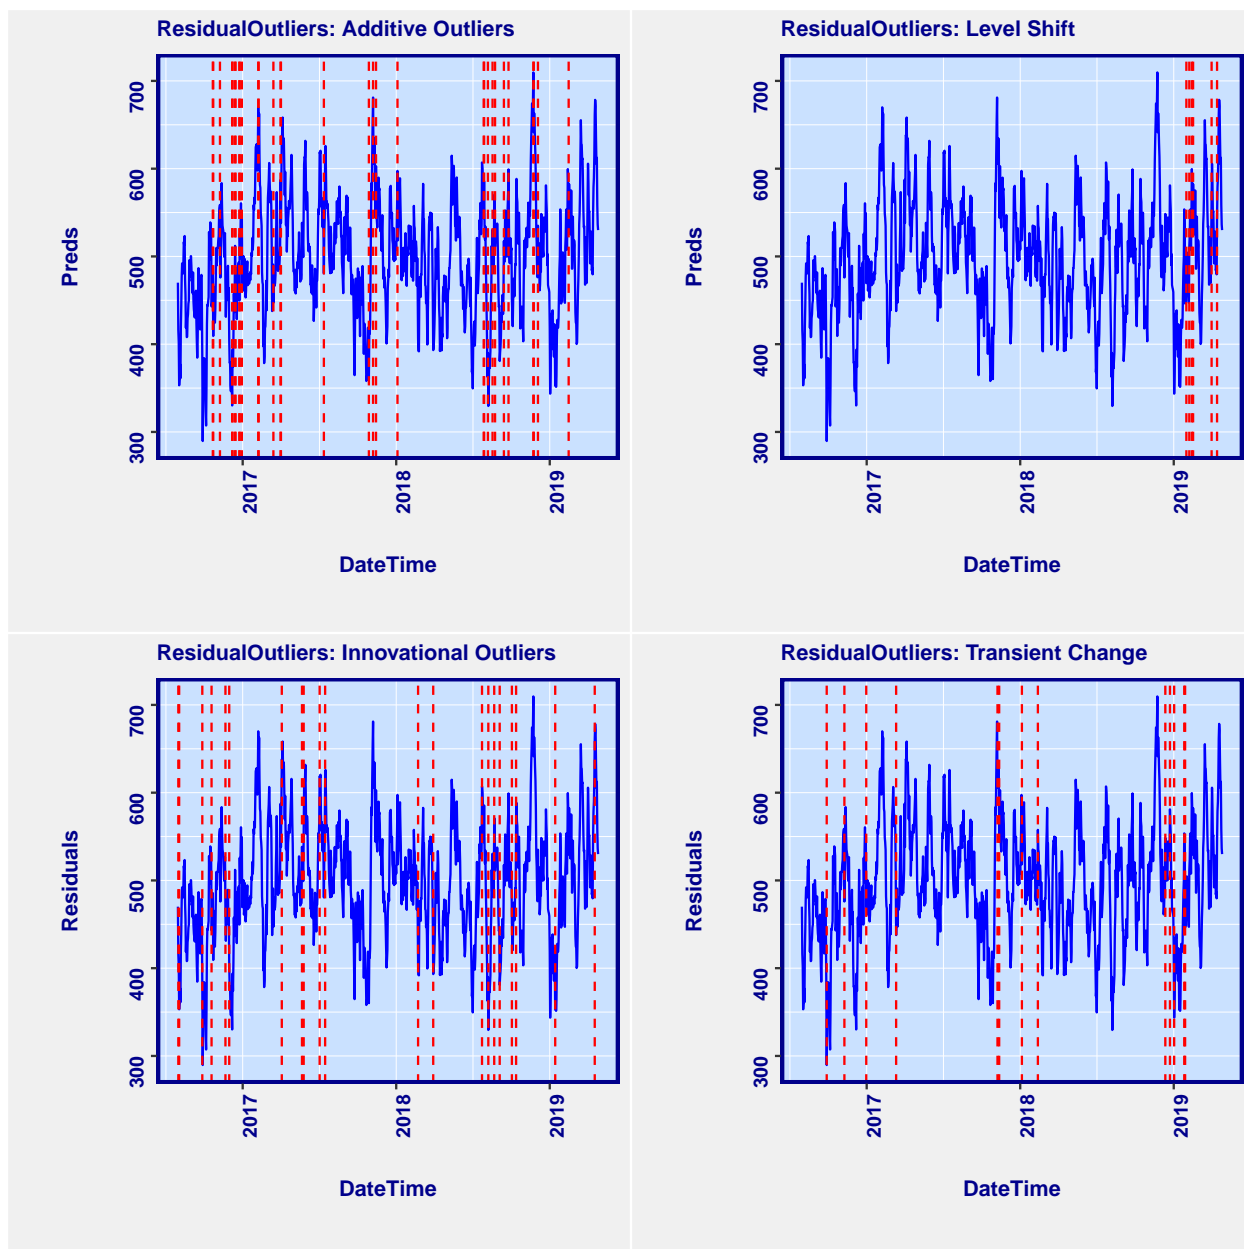 ResidualOutliers: Additive Outliers
Preds
700
600
500
400
300
2017
2018
2019
DateTime
ResidualOutliers: Level Shift
Preds
700
600
500
400
300
2017
2018
2019
DateTime
ResidualOutliers: Innovational Outliers
Residuals
700
600
500
400
300
2017
2018
2019
DateTime
ResidualOutliers: Transient Change
Residuals
700
600
500
400
300
2017
2018
2019
DateTime